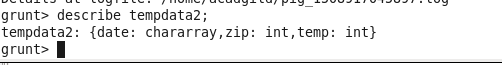 grunt> describe tempdata2;
tempdata2: {date: chararray,zip: int,temp: int}
grunt>